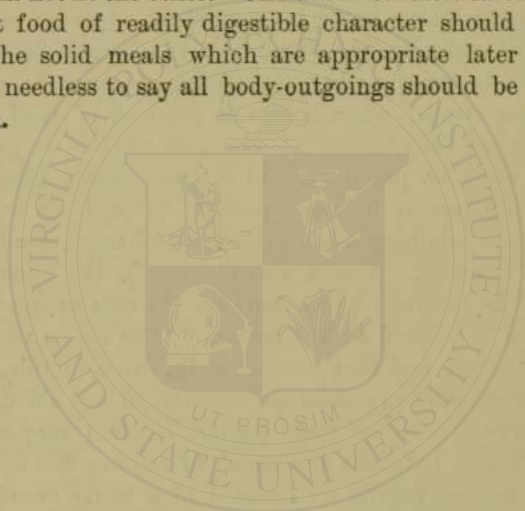 food of readily digestible character should
he solid meals which are appropriate later
needless to say all body-outgoings should be
VIRGINIA POLYTECHNIC INSTITUTE
AND STATE UNIVERSITY
UT PROSIM